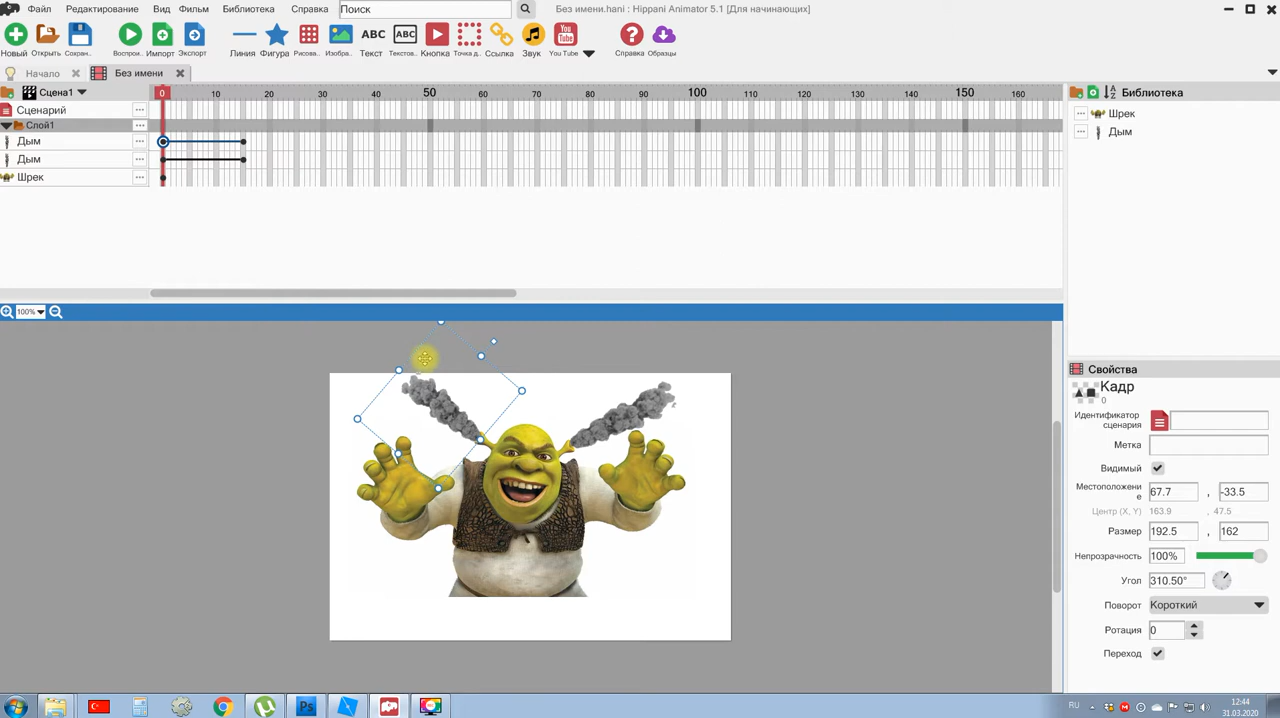 Файл Редактирование Вид Фильм Библиотека Справка Поиск Без имени.hani : Hippani Animator 5.1 [Для начинающих]
Новый Открыть Сохран... Воспро... Импорт Экспорт Линия Фигура Рисова... Изобра... ABC Текст ABC Текстов... Кнопка Точка д... Ссылка Звук You Tube Справка Образцы
Начало Без имени
Сцена1 0 10 20 30 40 50 60 70 80 90 100 110 120 130 140 150 160 Библиотека
Сценарий
Слой1
Дым
Дым
Шрек
Шрек
Дым
100%
Свойства
Кадр
0
Идентификатор сценария
Метка
Видимый
Местоположение 67.7 , -33.5
Центр (X, Y) 163.9 , 47.5
Размер 192.5 , 162
Непрозрачность 100%
Угол 310.50°
Поворот Короткий
Ротация 0
Переход
Ps RU 12:44
31.03.2020